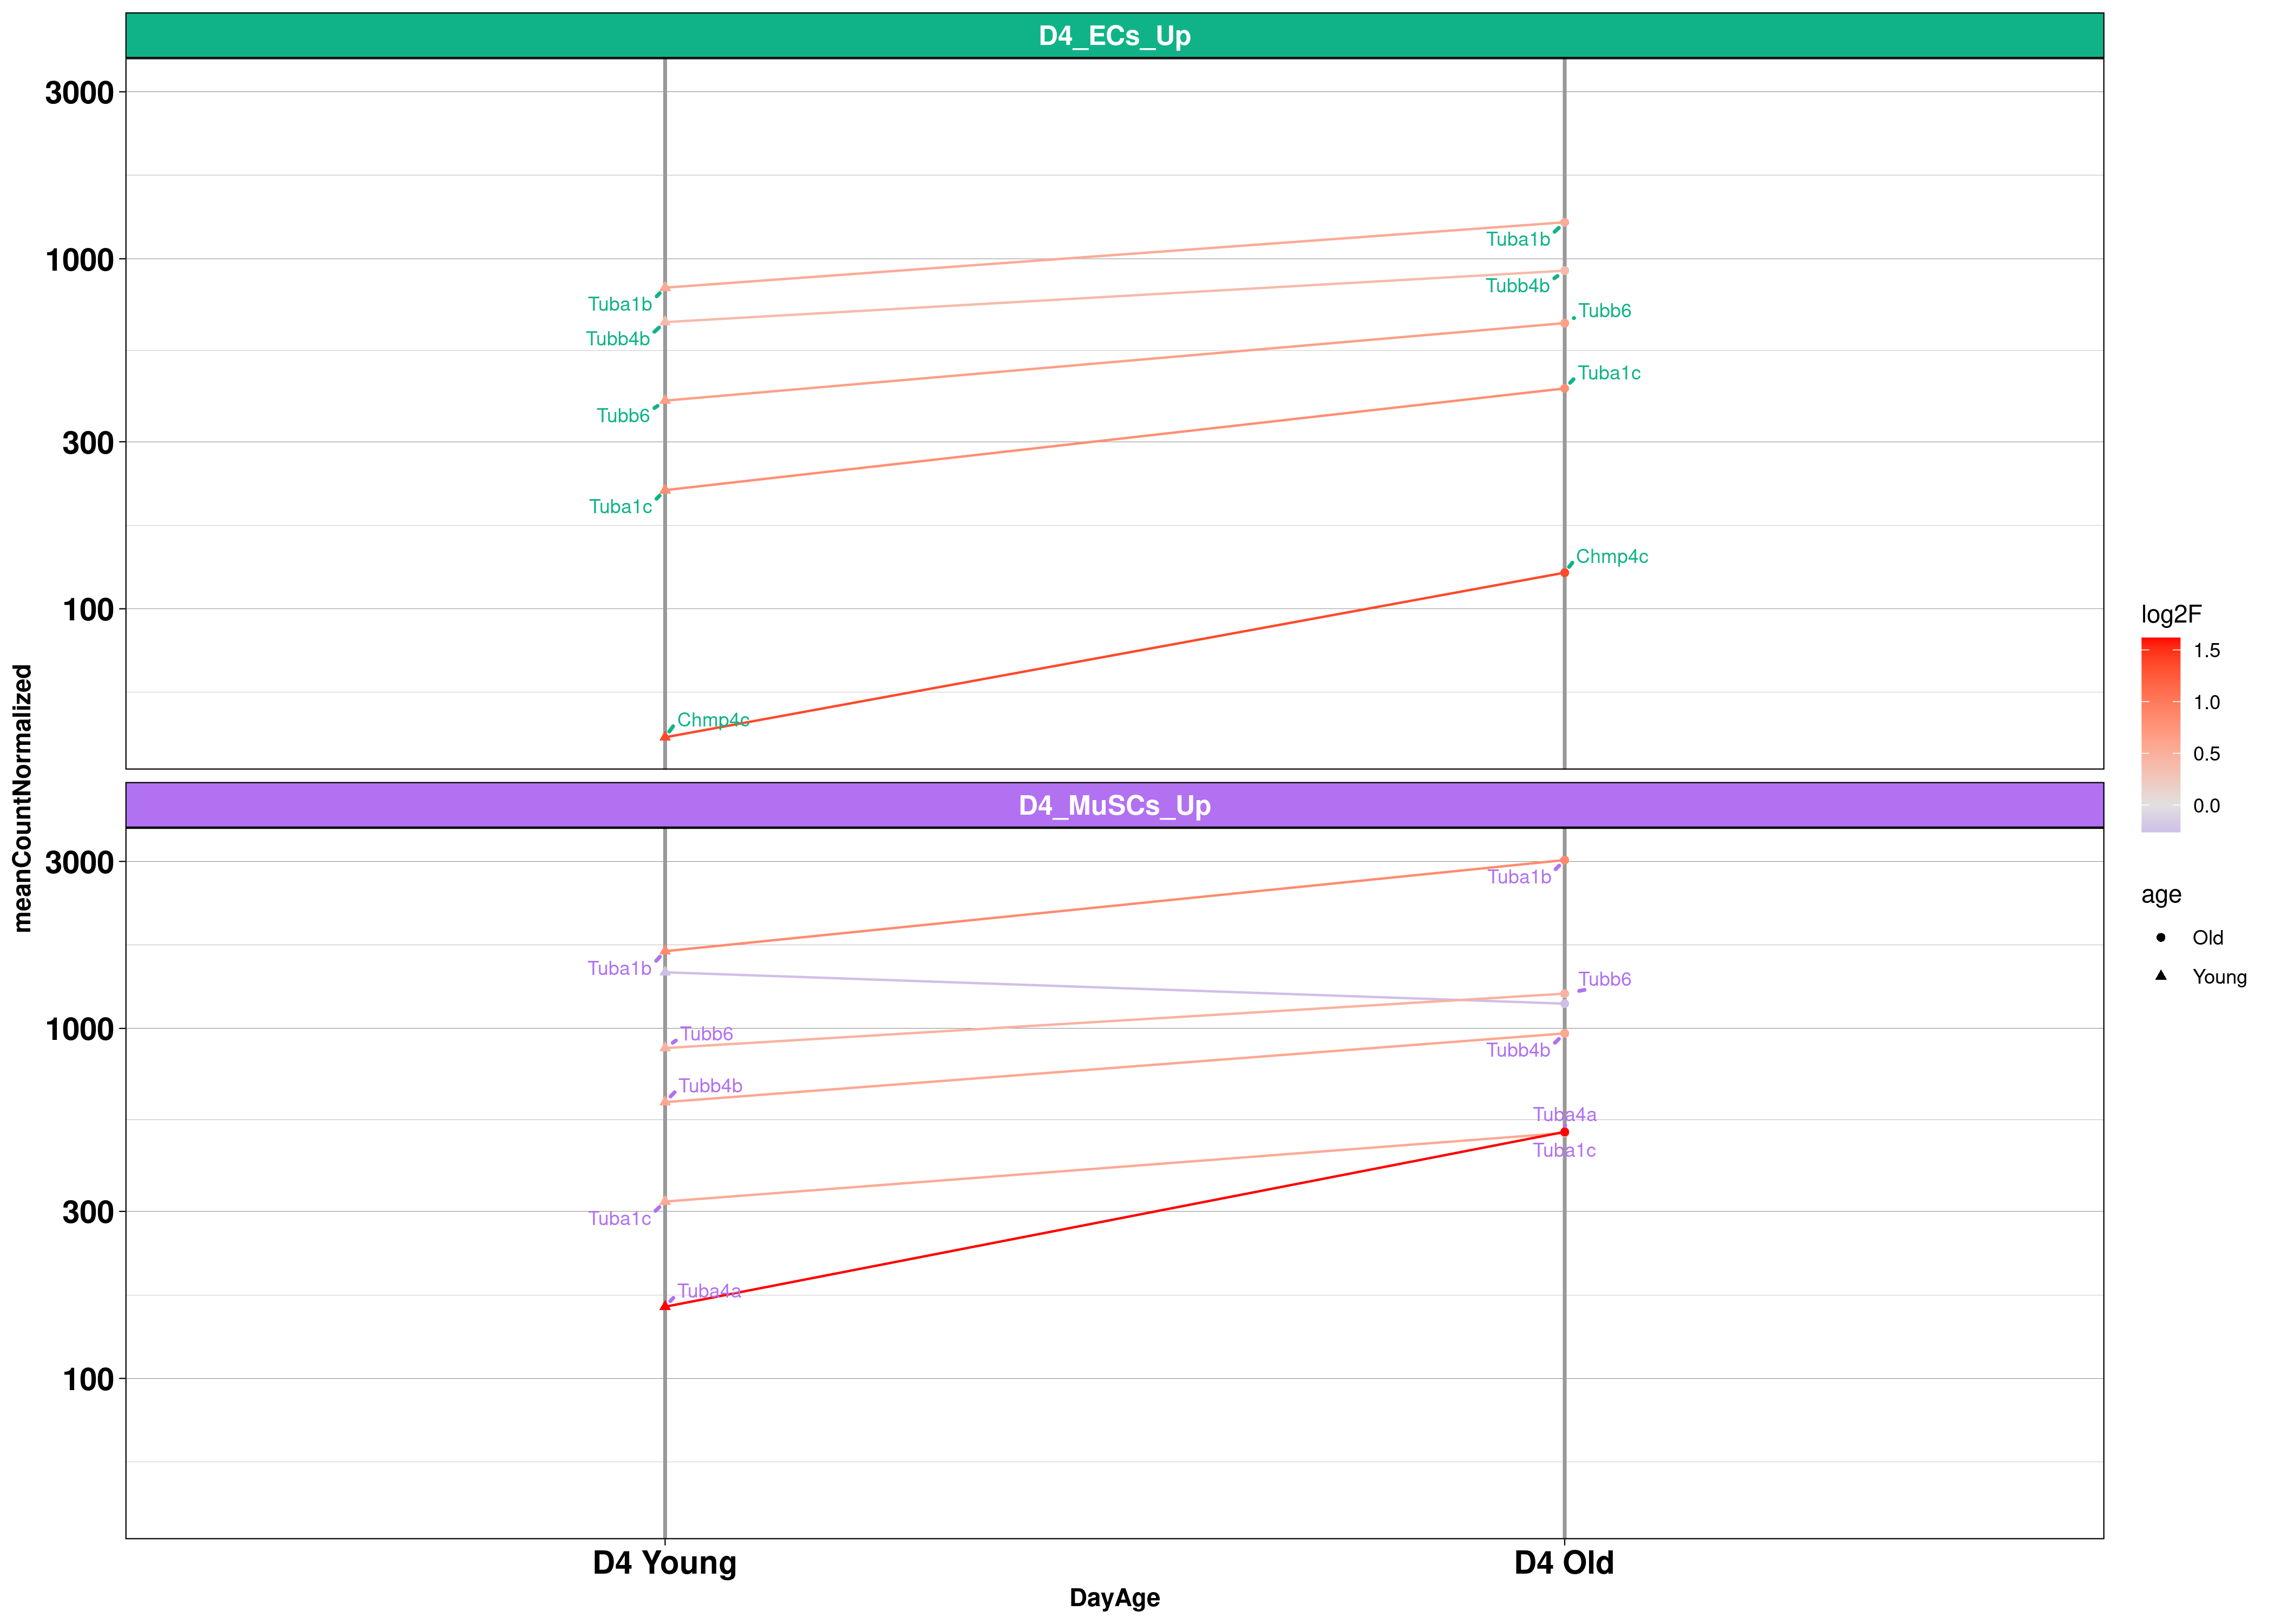 D4_ECs_Up
3000
1000
300
100
Tuba1b
Tubb4b
Tubb6
Tuba1c
Chmp4c
Tuba1b
Tubb4b
Tubb6
Tuba1c
Chmp4c
D4_MuSCs_Up
3000
1000
300
100
Tuba1b
Tubb6
Tubb4b
Tuba1c
Tuba4a
Tuba1b
Tubb6
Tubb4b
Tuba4a
Tuba1c
D4 Young
D4 Old
DayAge
meanCountNormalized
log2F
1.5
1.0
0.5
0.0
age
Old
Young